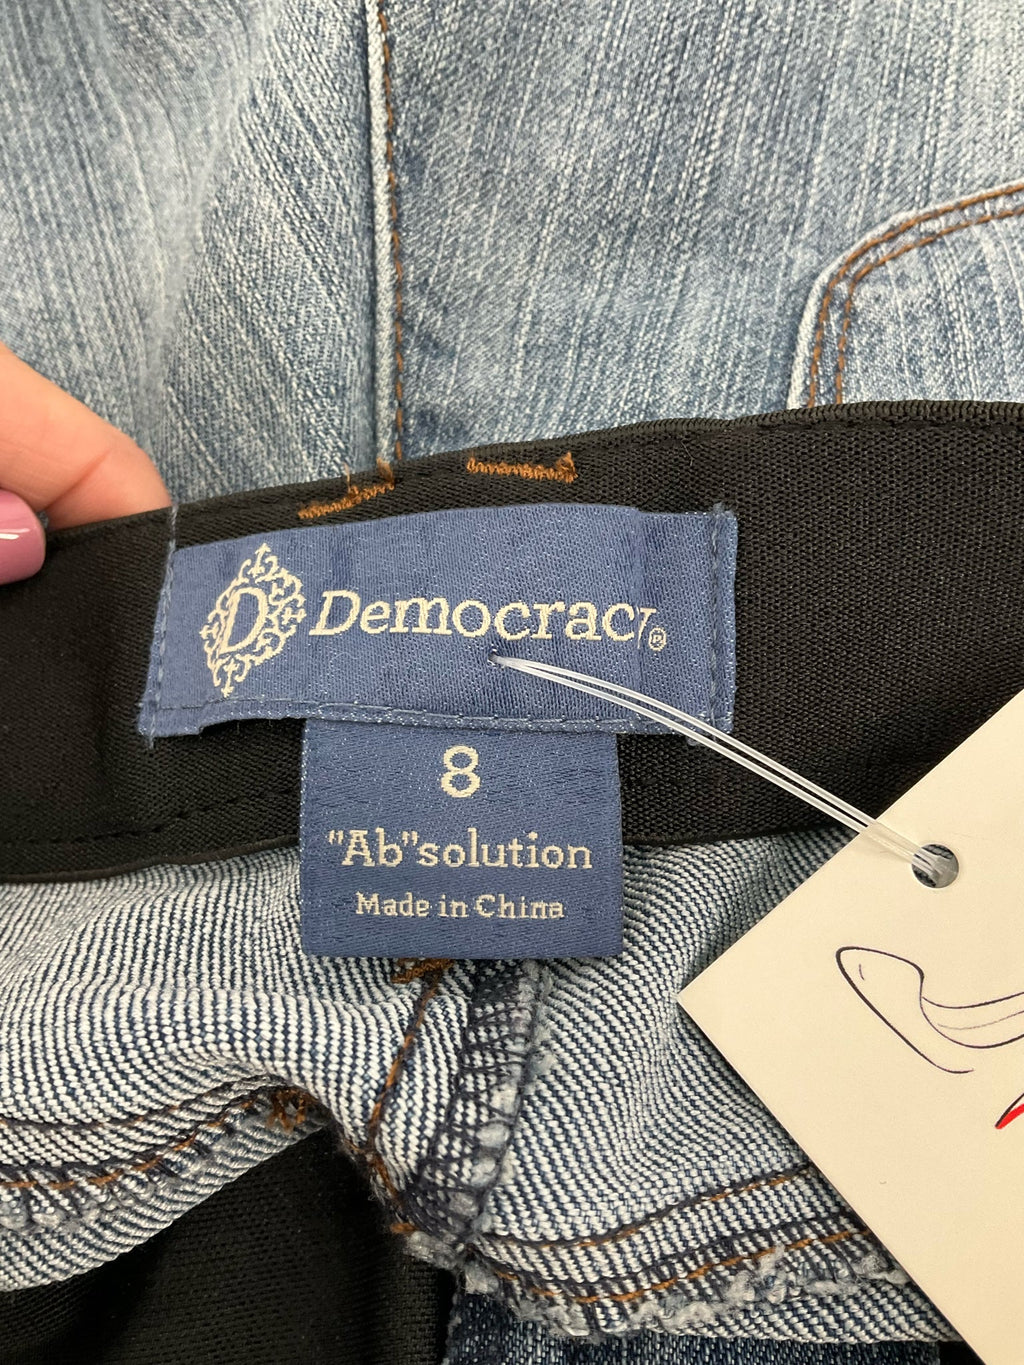 D Democracy®
8
"Ab"solution
Made in China